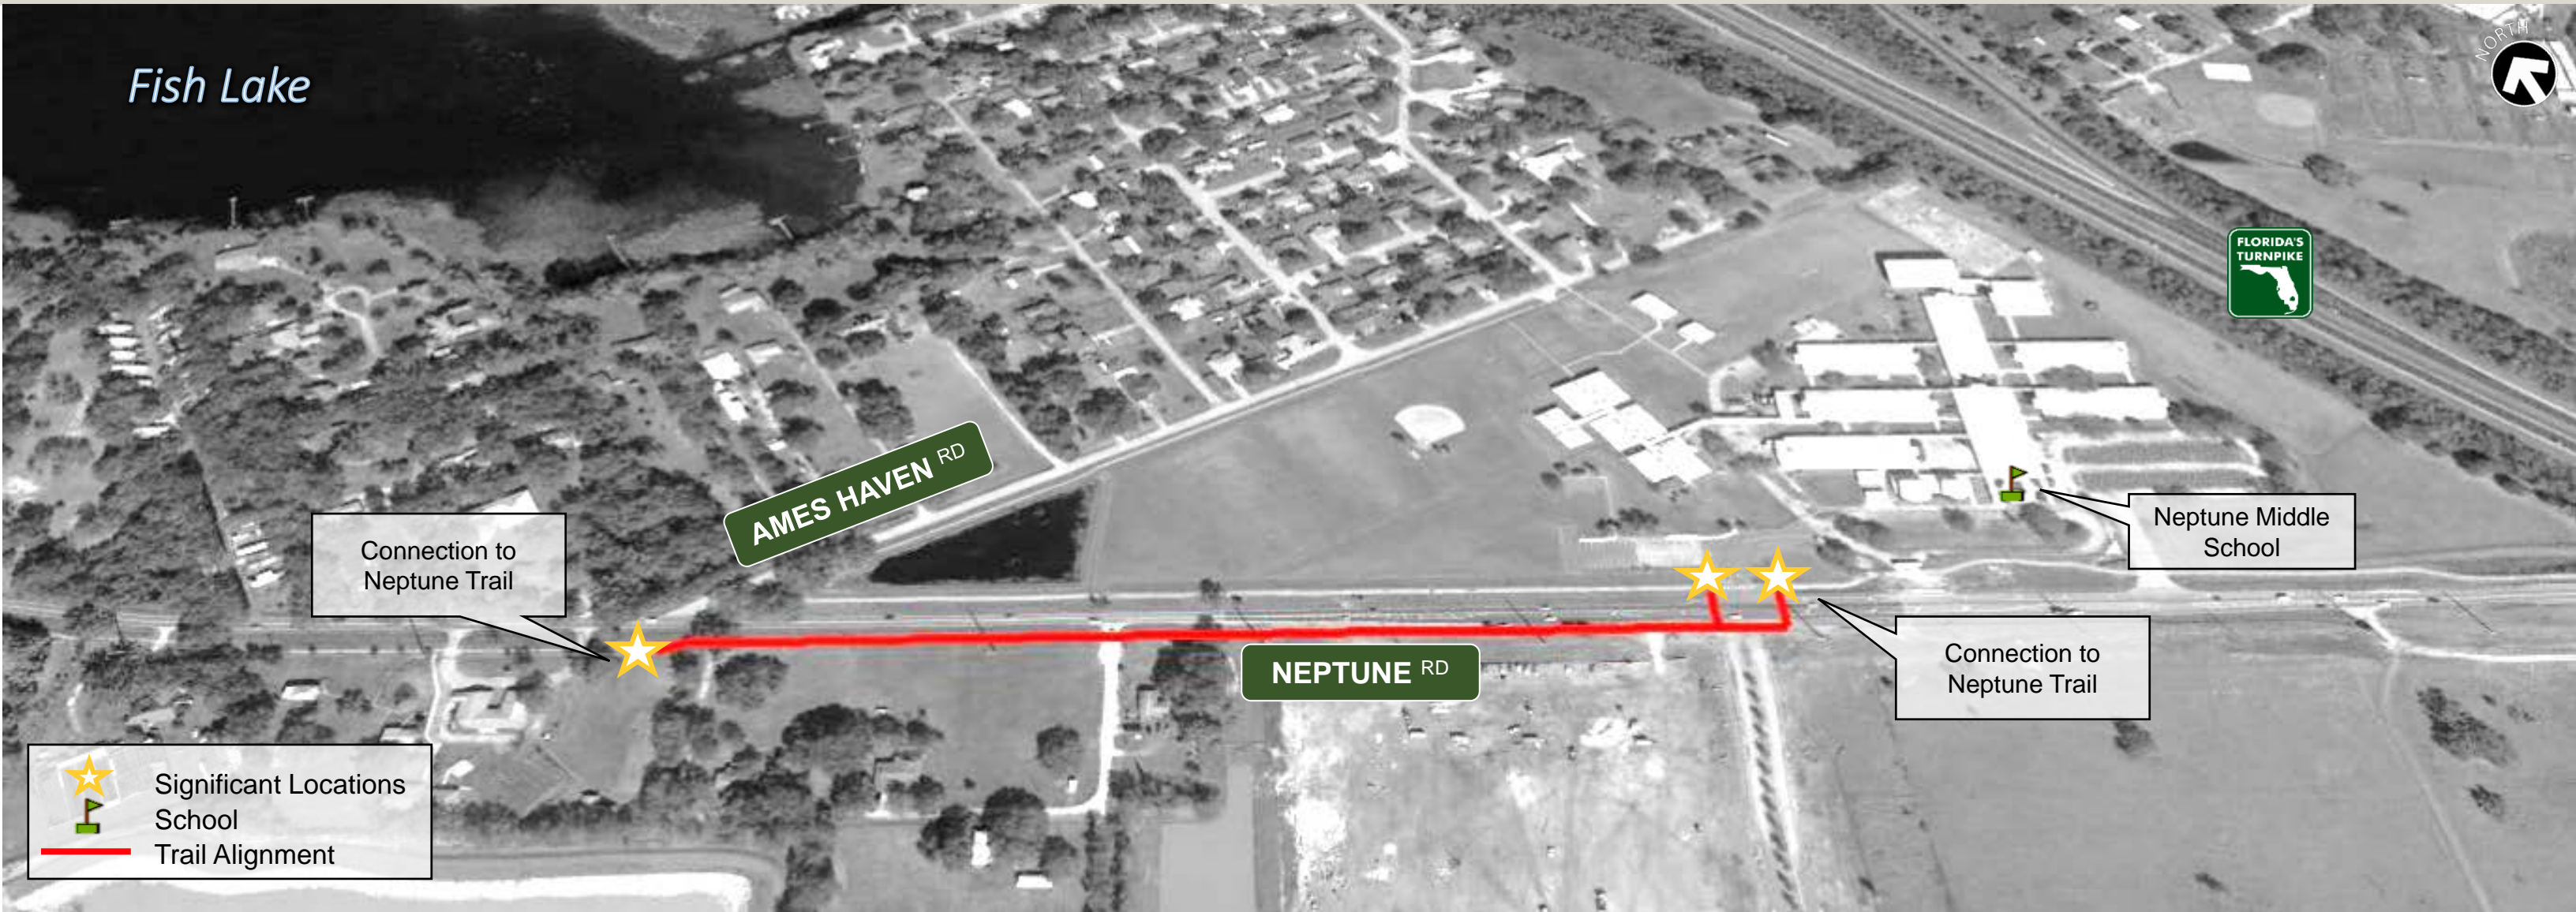 Fish Lake
NORTH
FLORIDA'S
TURNPIKE
AMES HAVEN RD
Neptune Middle
School
Connection to
Neptune Trail
NEPTUNE RD
Connection to
Neptune Trail
Significant Locations
School
Trail Alignment